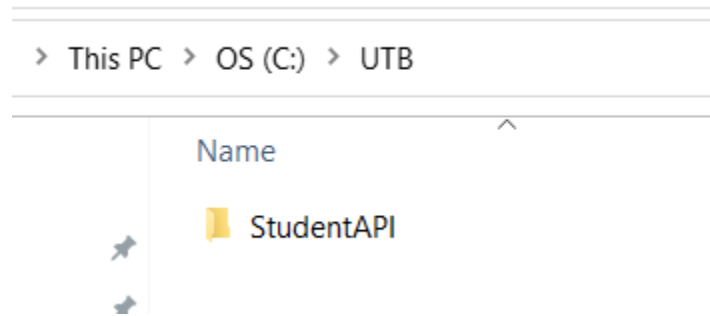 > This PC > OS (C:) > UTB
Name
StudentAPI